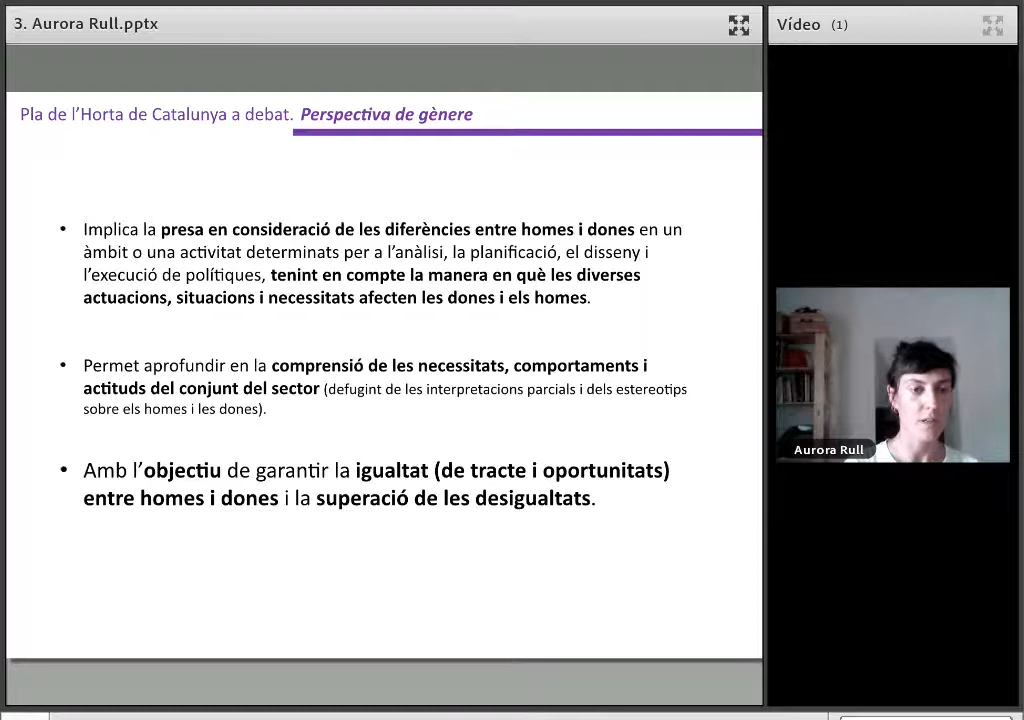 3. Aurora Rull.pptx
Vídeo (1)
Pla de l’Horta de Catalunya a debat. Perspectiva de gènere
• Implica la presa en consideració de les diferències entre homes i dones en un
àmbit o una activitat determinats per a l’anàlisi, la planificació, el disseny i
l’execució de polítiques, tenint en compte la manera en què les diverses
actuacions, situacions i necessitats afecten les dones i els homes.
• Permet aprofundir en la comprensió de les necessitats, comportaments i
actituds del conjunt del sector (defugint de les interpretacions parcials i dels estereotips
sobre els homes i les dones).
• Amb l’objectiu de garantir la igualtat (de tracte i oportunitats)
entre homes i dones i la superació de les desigualtats.
Aurora Rull